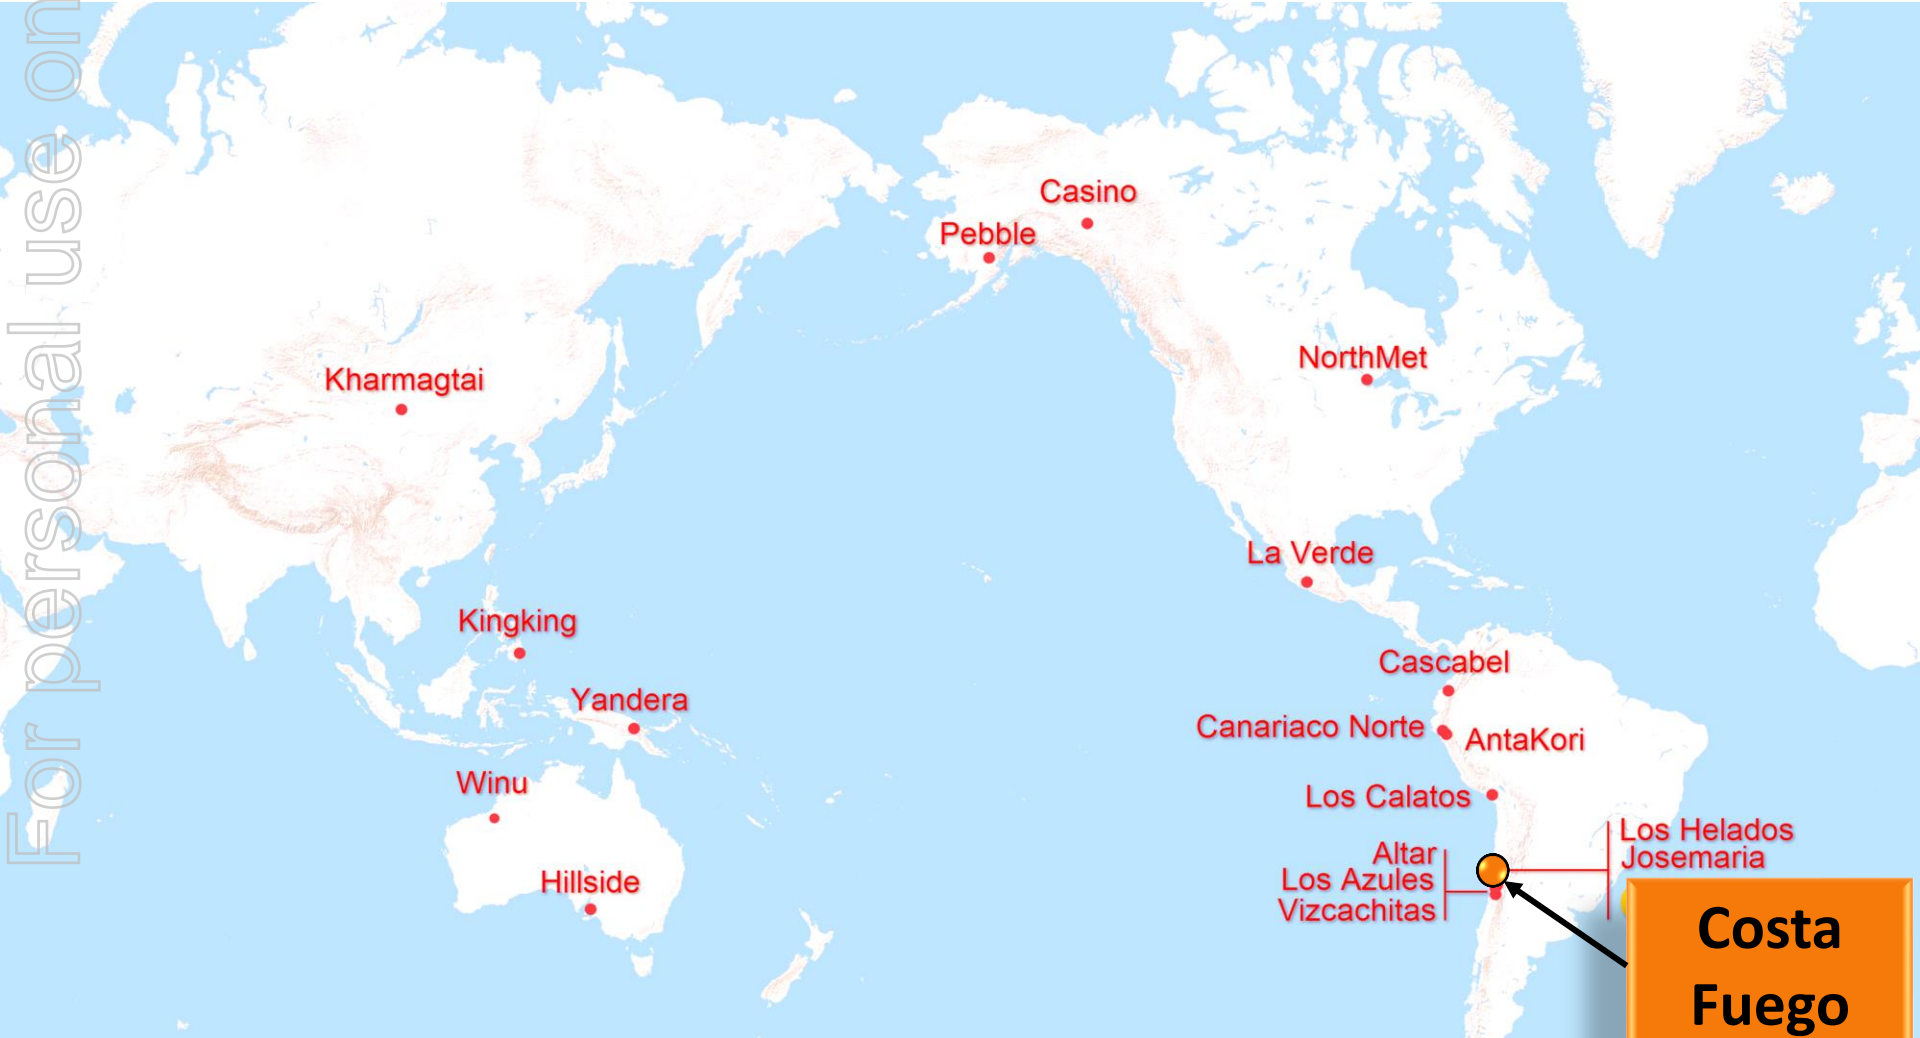 For personal use on
Casino
Pebble
NorthMet
Kharmagtai
La Verde
Kingking
Cascabel
Yandera
Canariaco Norte
AntaKori
Winu
Los Calatos
Los Helados
Josemaria
Altar
Los Azules
Vizcachitas
Hillside
Costa
Fuego